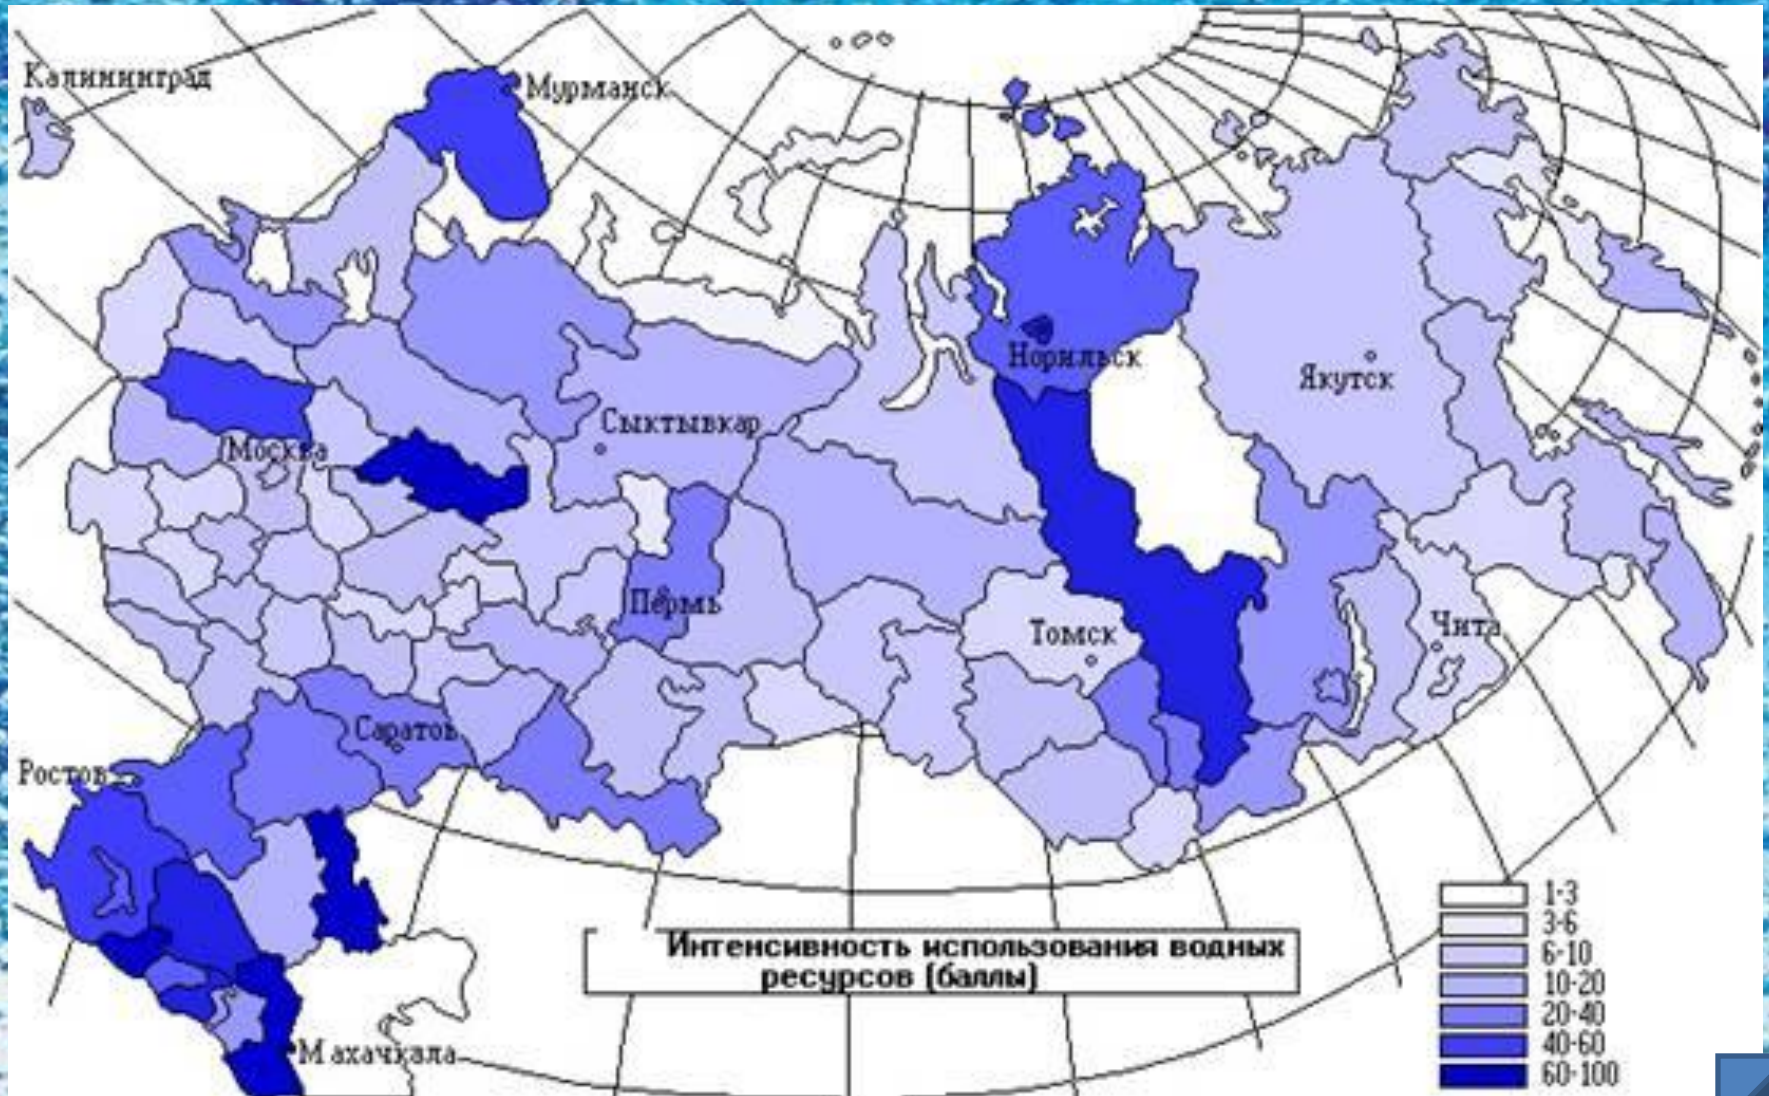 Калининград
Мурманск
Норильск
Якутск
Сыктывкар
Москва
Пермь
Томск
Чита
Саратов
Ростов
Махачкала
Интенсивность использования водных
ресурсов (баллы)
1-3
3-6
6-10
10-20
20-40
40-60
60-100